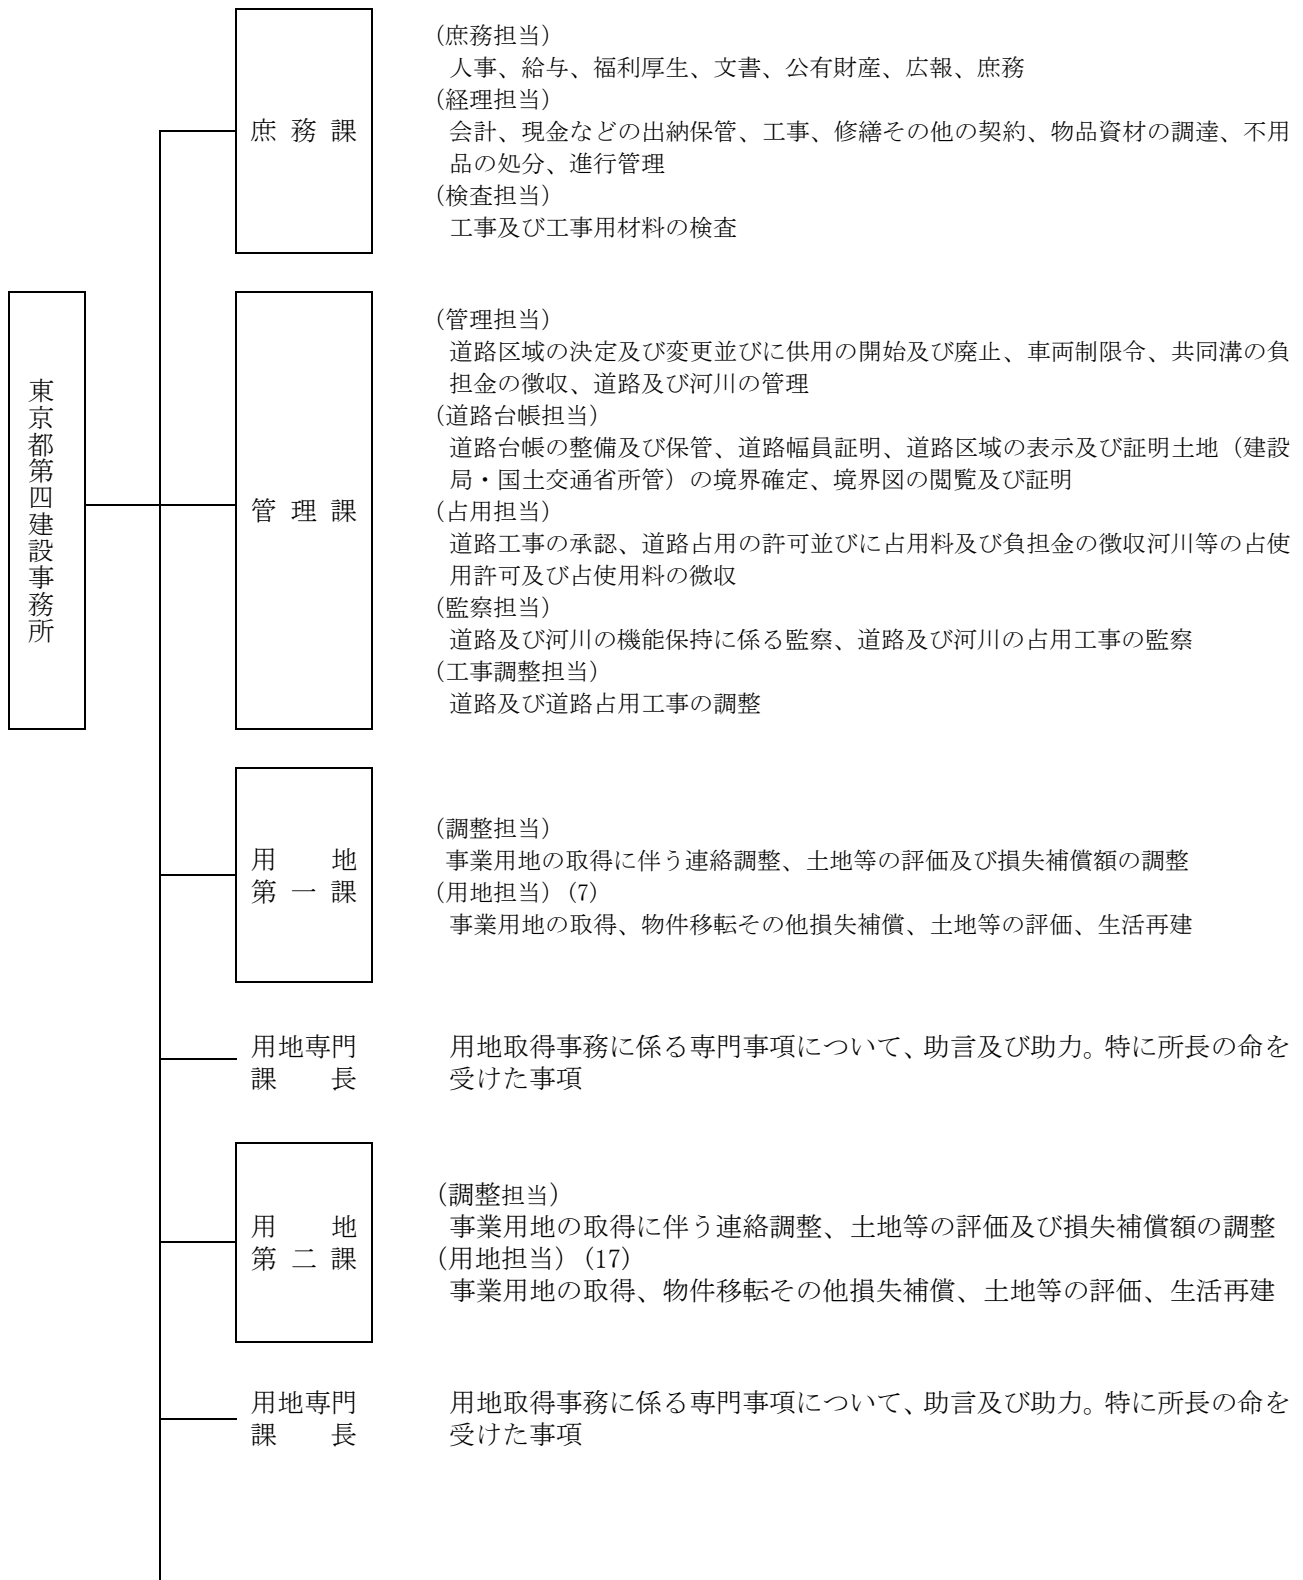 東京都第四建設事務所
庶務課
(庶務担当)
人事、給与、福利厚生、文書、公有財産、広報、庶務
(経理担当)
会計、現金などの出納保管、工事、修繕その他の契約、物品資材の調達、不用
品の処分、進行管理
(検査担当)
工事及び工事用材料の検査
管理課
(管理担当)
道路区域の決定及び変更並びに供用の開始及び廃止、車両制限令、共同溝の負
担金の徴収、道路及び河川の管理
(道路台帳担当)
道路台帳の整備及び保管、道路幅員証明、道路区域の表示及び証明土地（建設
局・国土交通省所管）の境界確定、境界図の閲覧及び証明
(占用担当)
道路工事の承認、道路占用の許可並びに占用料及び負担金の徴収河川等の占使
用許可及び占使用料の徴収
(監察担当)
道路及び河川の機能保持に係る監察、道路及び河川の占用工事の監察
(工事調整担当)
道路及び道路占用工事の調整
用地
第一課
(調整担当)
事業用地の取得に伴う連絡調整、土地等の評価及び損失補償額の調整
(用地担当) (7)
事業用地の取得、物件移転その他損失補償、土地等の評価、生活再建
用地専門
課長
用地取得事務に係る専門事項について、助言及び助力。特に所長の命を
受けた事項
用地
第二課
(調整担当)
事業用地の取得に伴う連絡調整、土地等の評価及び損失補償額の調整
(用地担当) (17)
事業用地の取得、物件移転その他損失補償、土地等の評価、生活再建
用地専門
課長
用地取得事務に係る専門事項について、助言及び助力。特に所長の命を
受けた事項